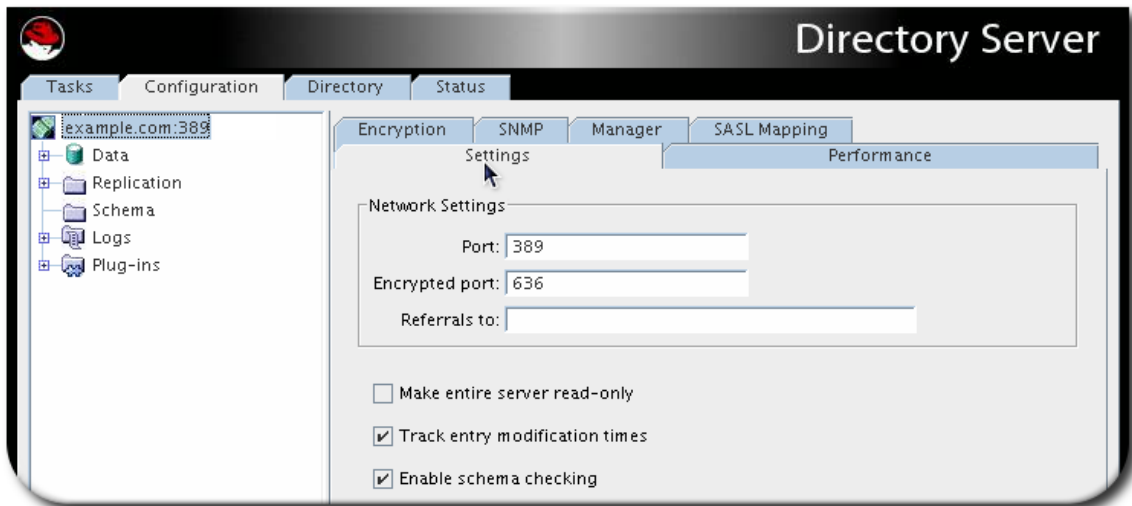 Directory Server
Tasks Configuration Directory Status
example.com:389
Data
Replication
Schema
Logs
Plug-ins
Encryption SNMP Manager SASL Mapping
Settings Performance
Network Settings
Port: 389
Encrypted port: 636
Referrals to:
Make entire server read-only
Track entry modification times
Enable schema checking